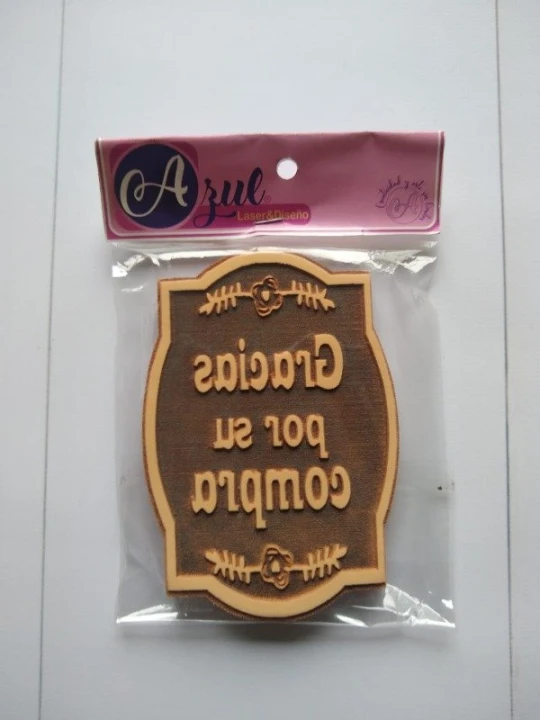 Azul
Laser&Diseño
Gracias
por su
compra